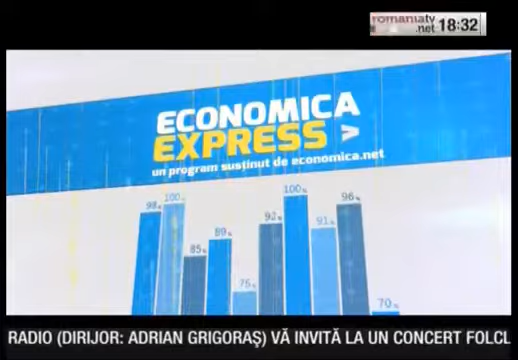 romaniatv
.net
18:32
ECONOMICA
EXPRESS >
un program susținut de economica.net
98%
100%
85%
89%
75%
92%
100%
91%
96%
70%
RADIO (DIRIJOR: ADRIAN GRIGORAȘ) VĂ INVITĂ LA UN CONCERT FOLCL